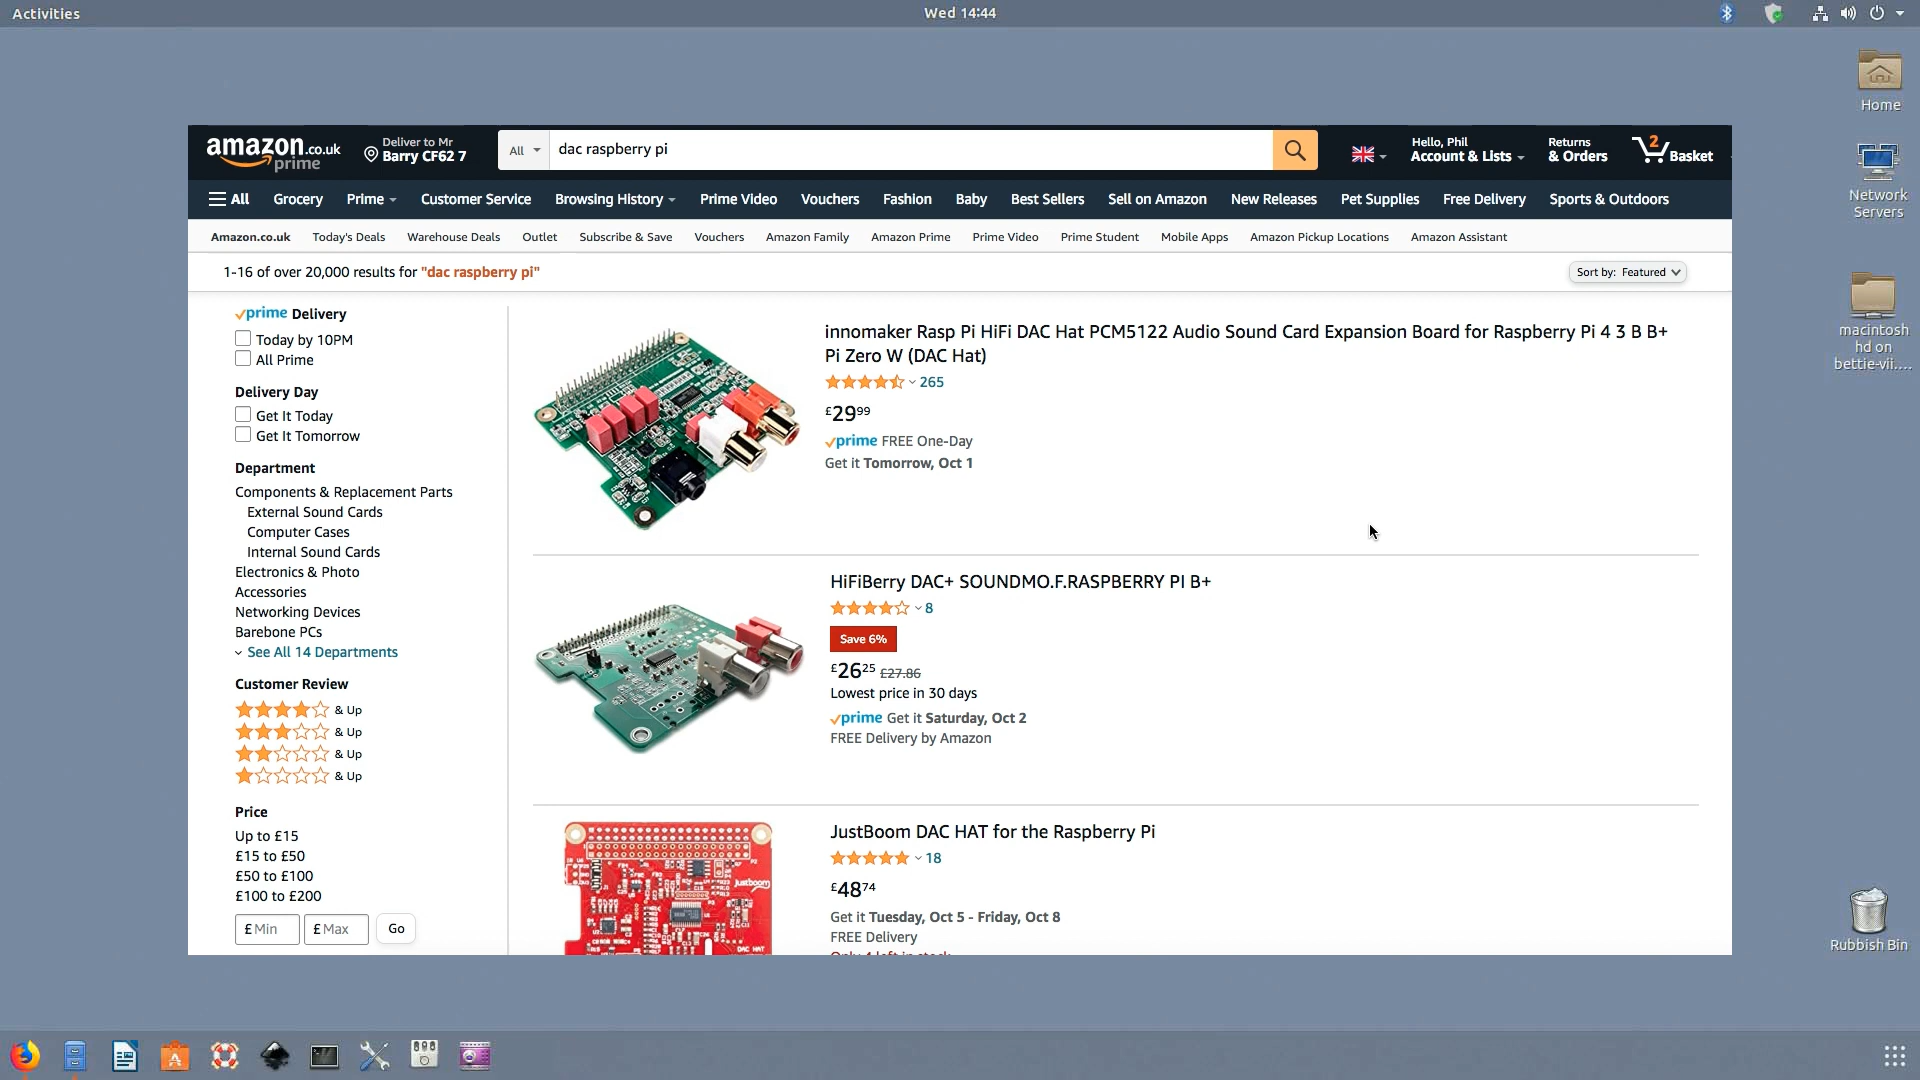 Activities
Wed 14:44
Home
Network
Servers
macintosh
hd on
bettie-vii....
Rubbish Bin
amazon.co.uk
prime
Deliver to Mr
Barry CF62 7
All
dac raspberry pi
Hello, Phil
Account & Lists
Returns
& Orders
2
Basket
All Grocery Prime Customer Service Browsing History Prime Video Vouchers Fashion Baby Best Sellers Sell on Amazon New Releases Pet Supplies Free Delivery Sports & Outdoors
Amazon.co.uk Today's Deals Warehouse Deals Outlet Subscribe & Save Vouchers Amazon Family Amazon Prime Prime Video Prime Student Mobile Apps Amazon Pickup Locations Amazon Assistant
1-16 of over 20,000 results for "dac raspberry pi"
Sort by: Featured
prime Delivery
Today by 10PM
All Prime
Delivery Day
Get It Today
Get It Tomorrow
Department
Components & Replacement Parts
External Sound Cards
Computer Cases
Internal Sound Cards
Electronics & Photo
Accessories
Networking Devices
Barebone PCs
See All 14 Departments
Customer Review
& Up
& Up
& Up
& Up
Price
Up to £15
£15 to £50
£50 to £100
£100 to £200
£ Min £ Max Go
innomaker Rasp Pi HiFi DAC Hat PCM5122 Audio Sound Card Expansion Board for Raspberry Pi 4 3 B B+
Pi Zero W (DAC Hat)
265
£29 99
prime FREE One-Day
Get it Tomorrow, Oct 1
HiFiBerry DAC+ SOUNDMO.F.RASPBERRY PI B+
8
Save 6%
£26 25 £27.86
Lowest price in 30 days
prime Get it Saturday, Oct 2
FREE Delivery by Amazon
JustBoom DAC HAT for the Raspberry Pi
18
£48 74
Get it Tuesday, Oct 5 - Friday, Oct 8
FREE Delivery
justboom
DAC HAT